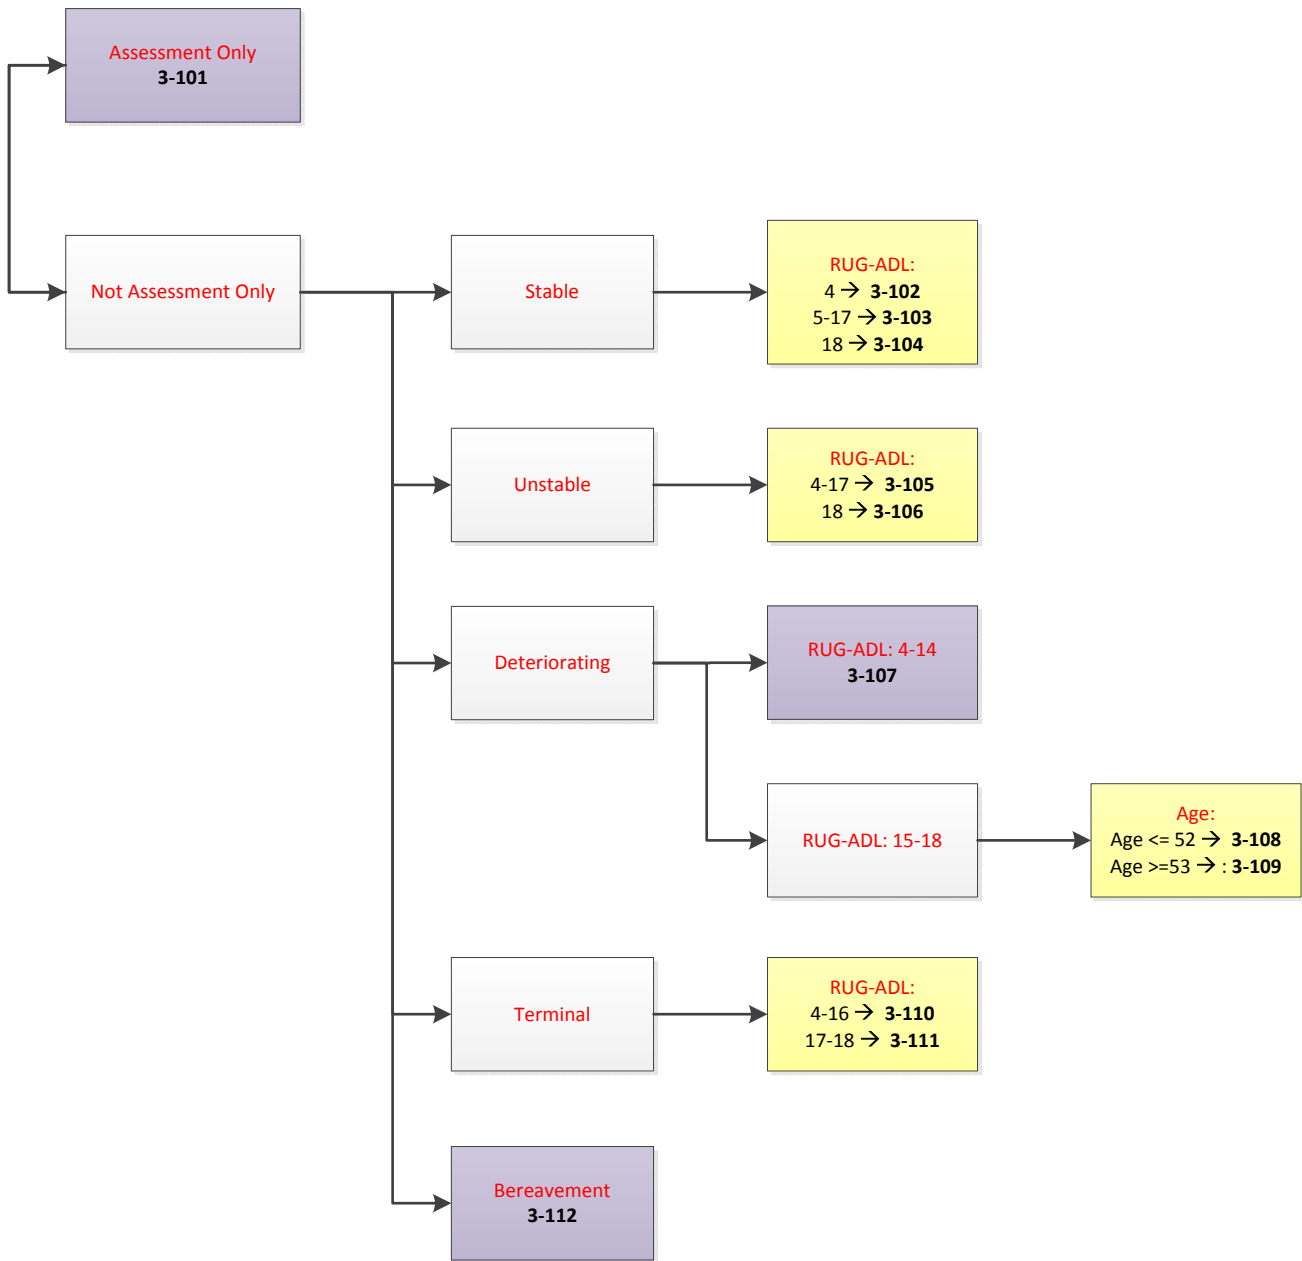 Assessment Only
3-101
Not Assessment Only
Stable
RUG-ADL:
4 → 3-102
5-17 → 3-103
18 → 3-104
Unstable
RUG-ADL:
4-17 → 3-105
18 → 3-106
Deteriorating
RUG-ADL: 4-14
3-107
RUG-ADL: 15-18
Age:
Age <= 52 → 3-108
Age >=53 → : 3-109
Terminal
RUG-ADL:
4-16 → 3-110
17-18 → 3-111
Bereavement
3-112